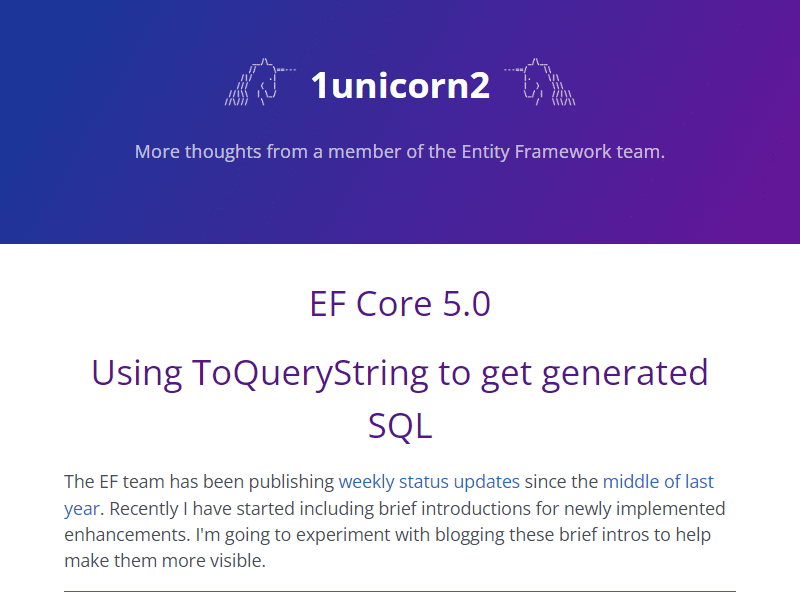 1unicorn2
More thoughts from a member of the Entity Framework team.
EF Core 5.0
Using ToQueryString to get generated
SQL
The EF team has been publishing weekly status updates since the middle of last
year. Recently I have started including brief introductions for newly implemented
enhancements. I'm going to experiment with blogging these brief intros to help
make them more visible.